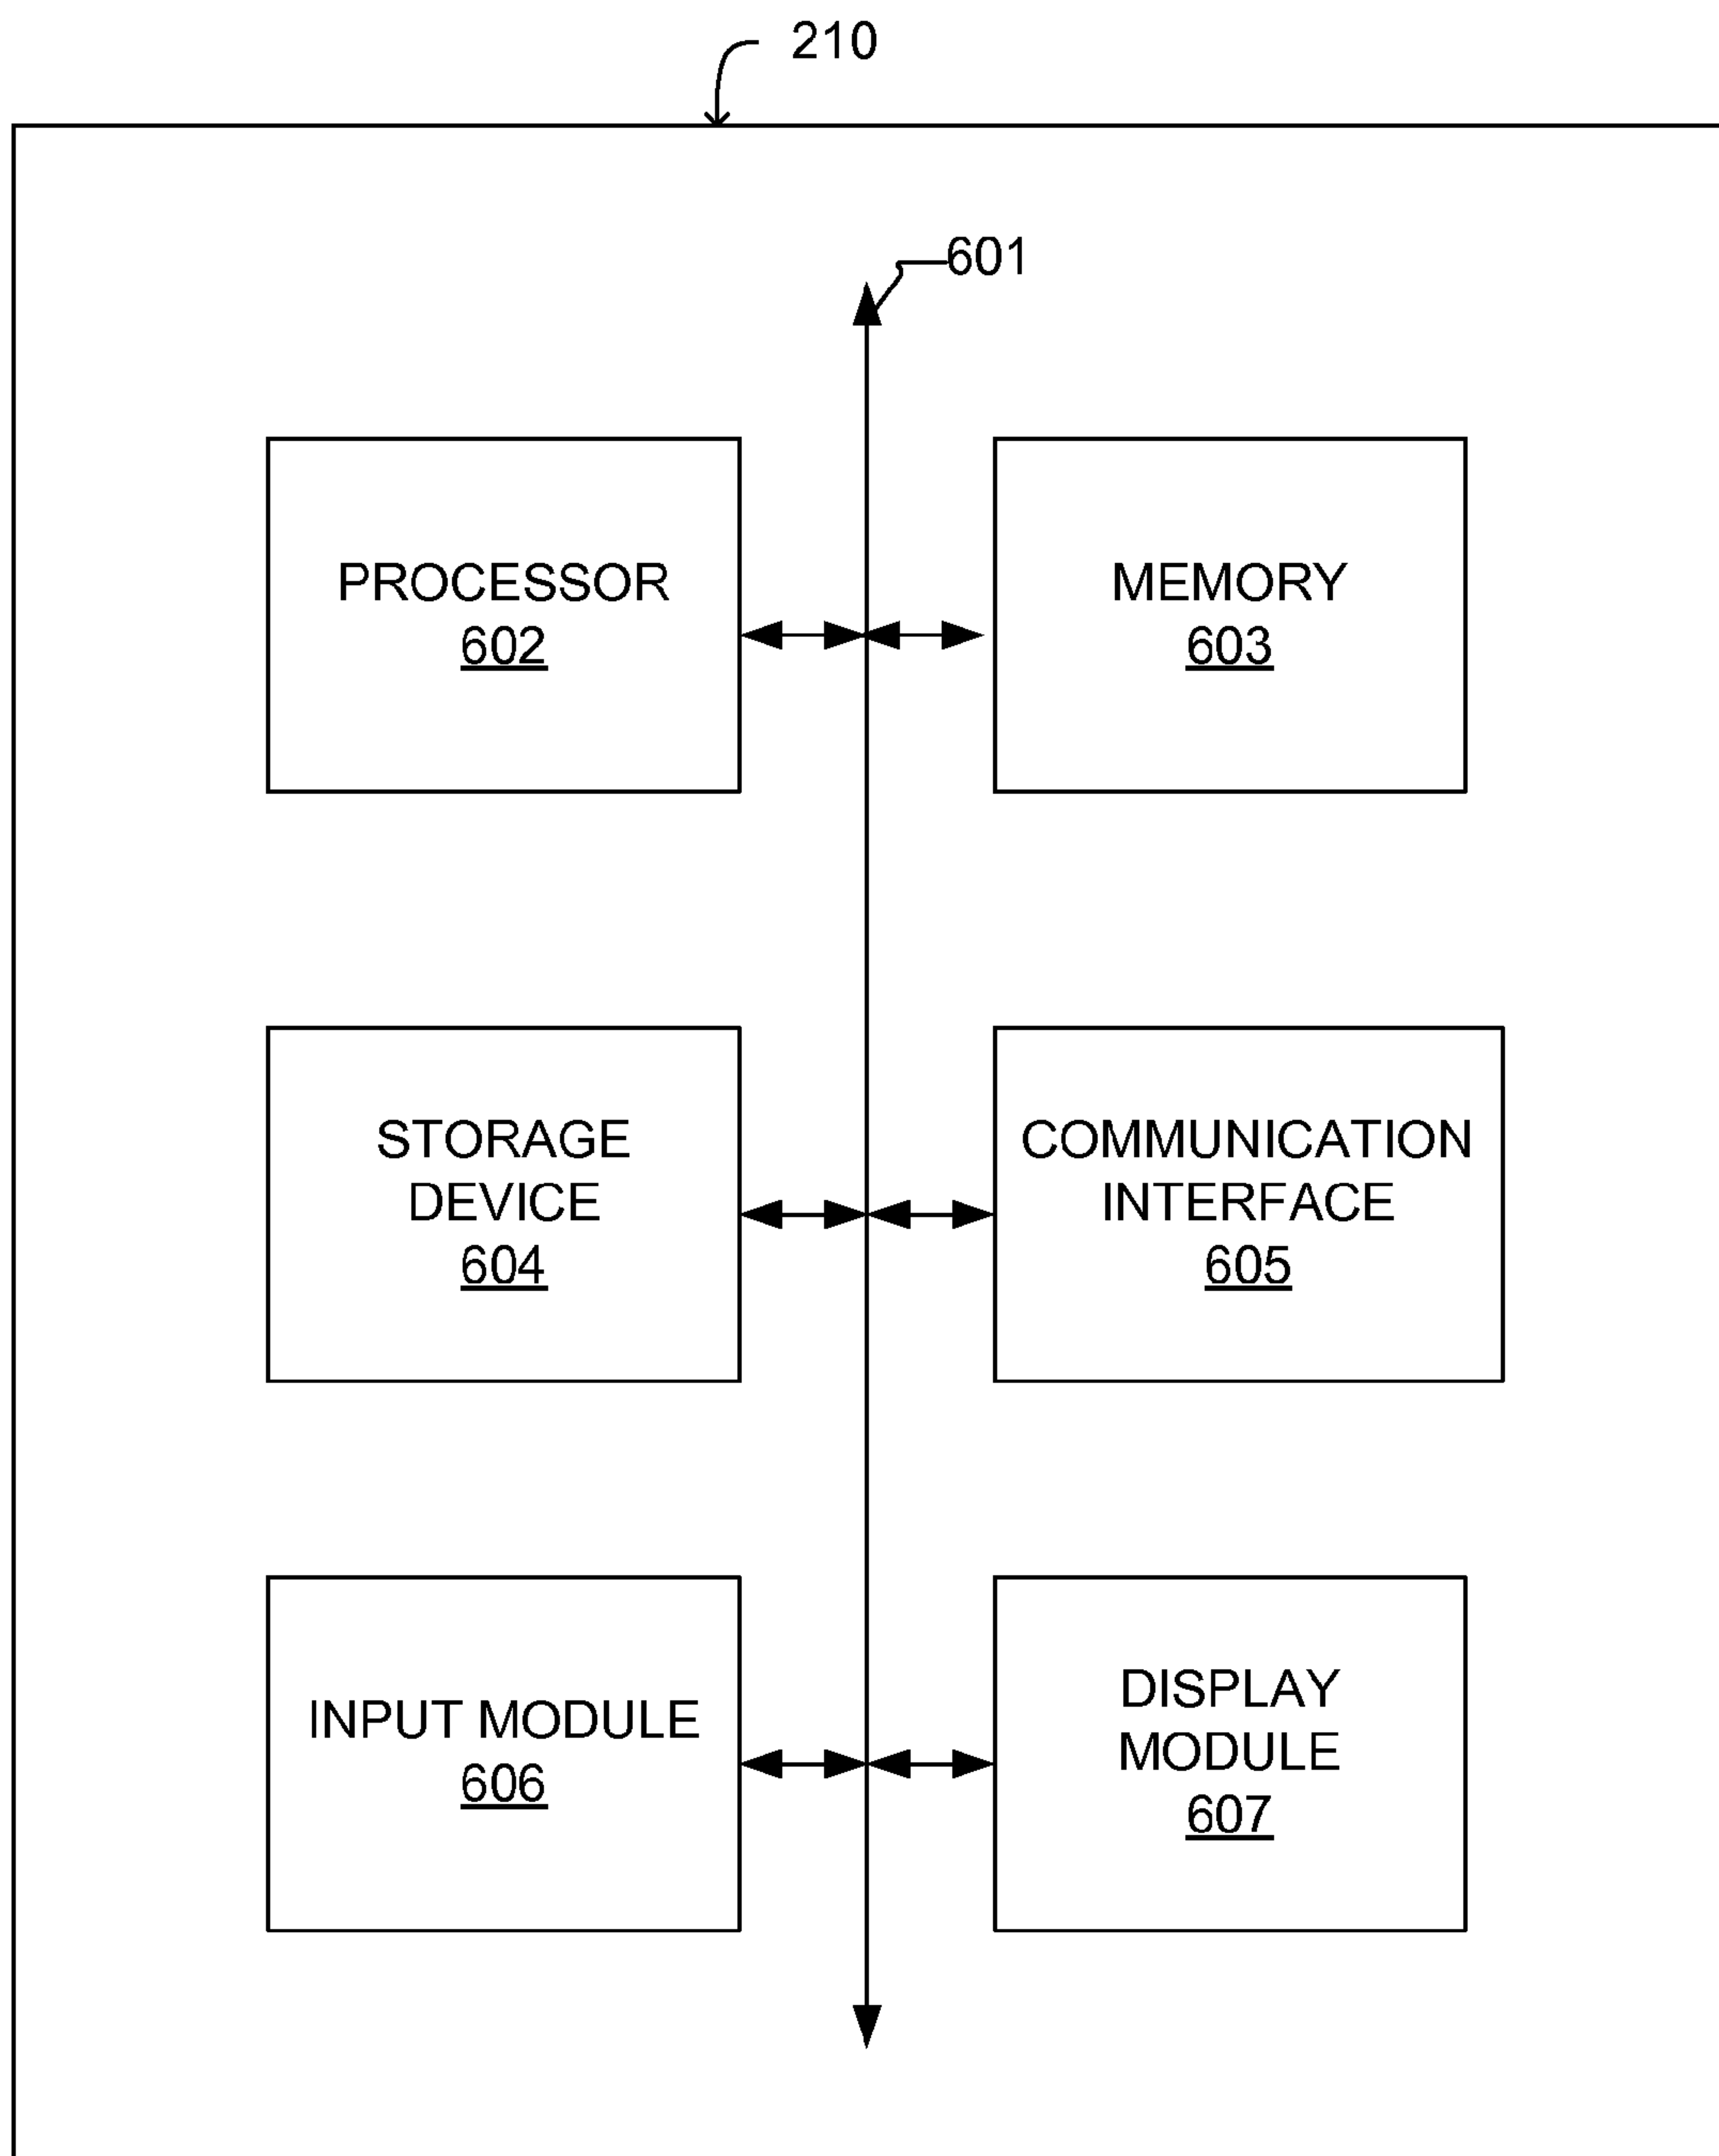 210
601
PROCESSOR
602
MEMORY
603
STORAGE
DEVICE
604
COMMUNICATION
INTERFACE
605
INPUT MODULE
606
DISPLAY
MODULE
607